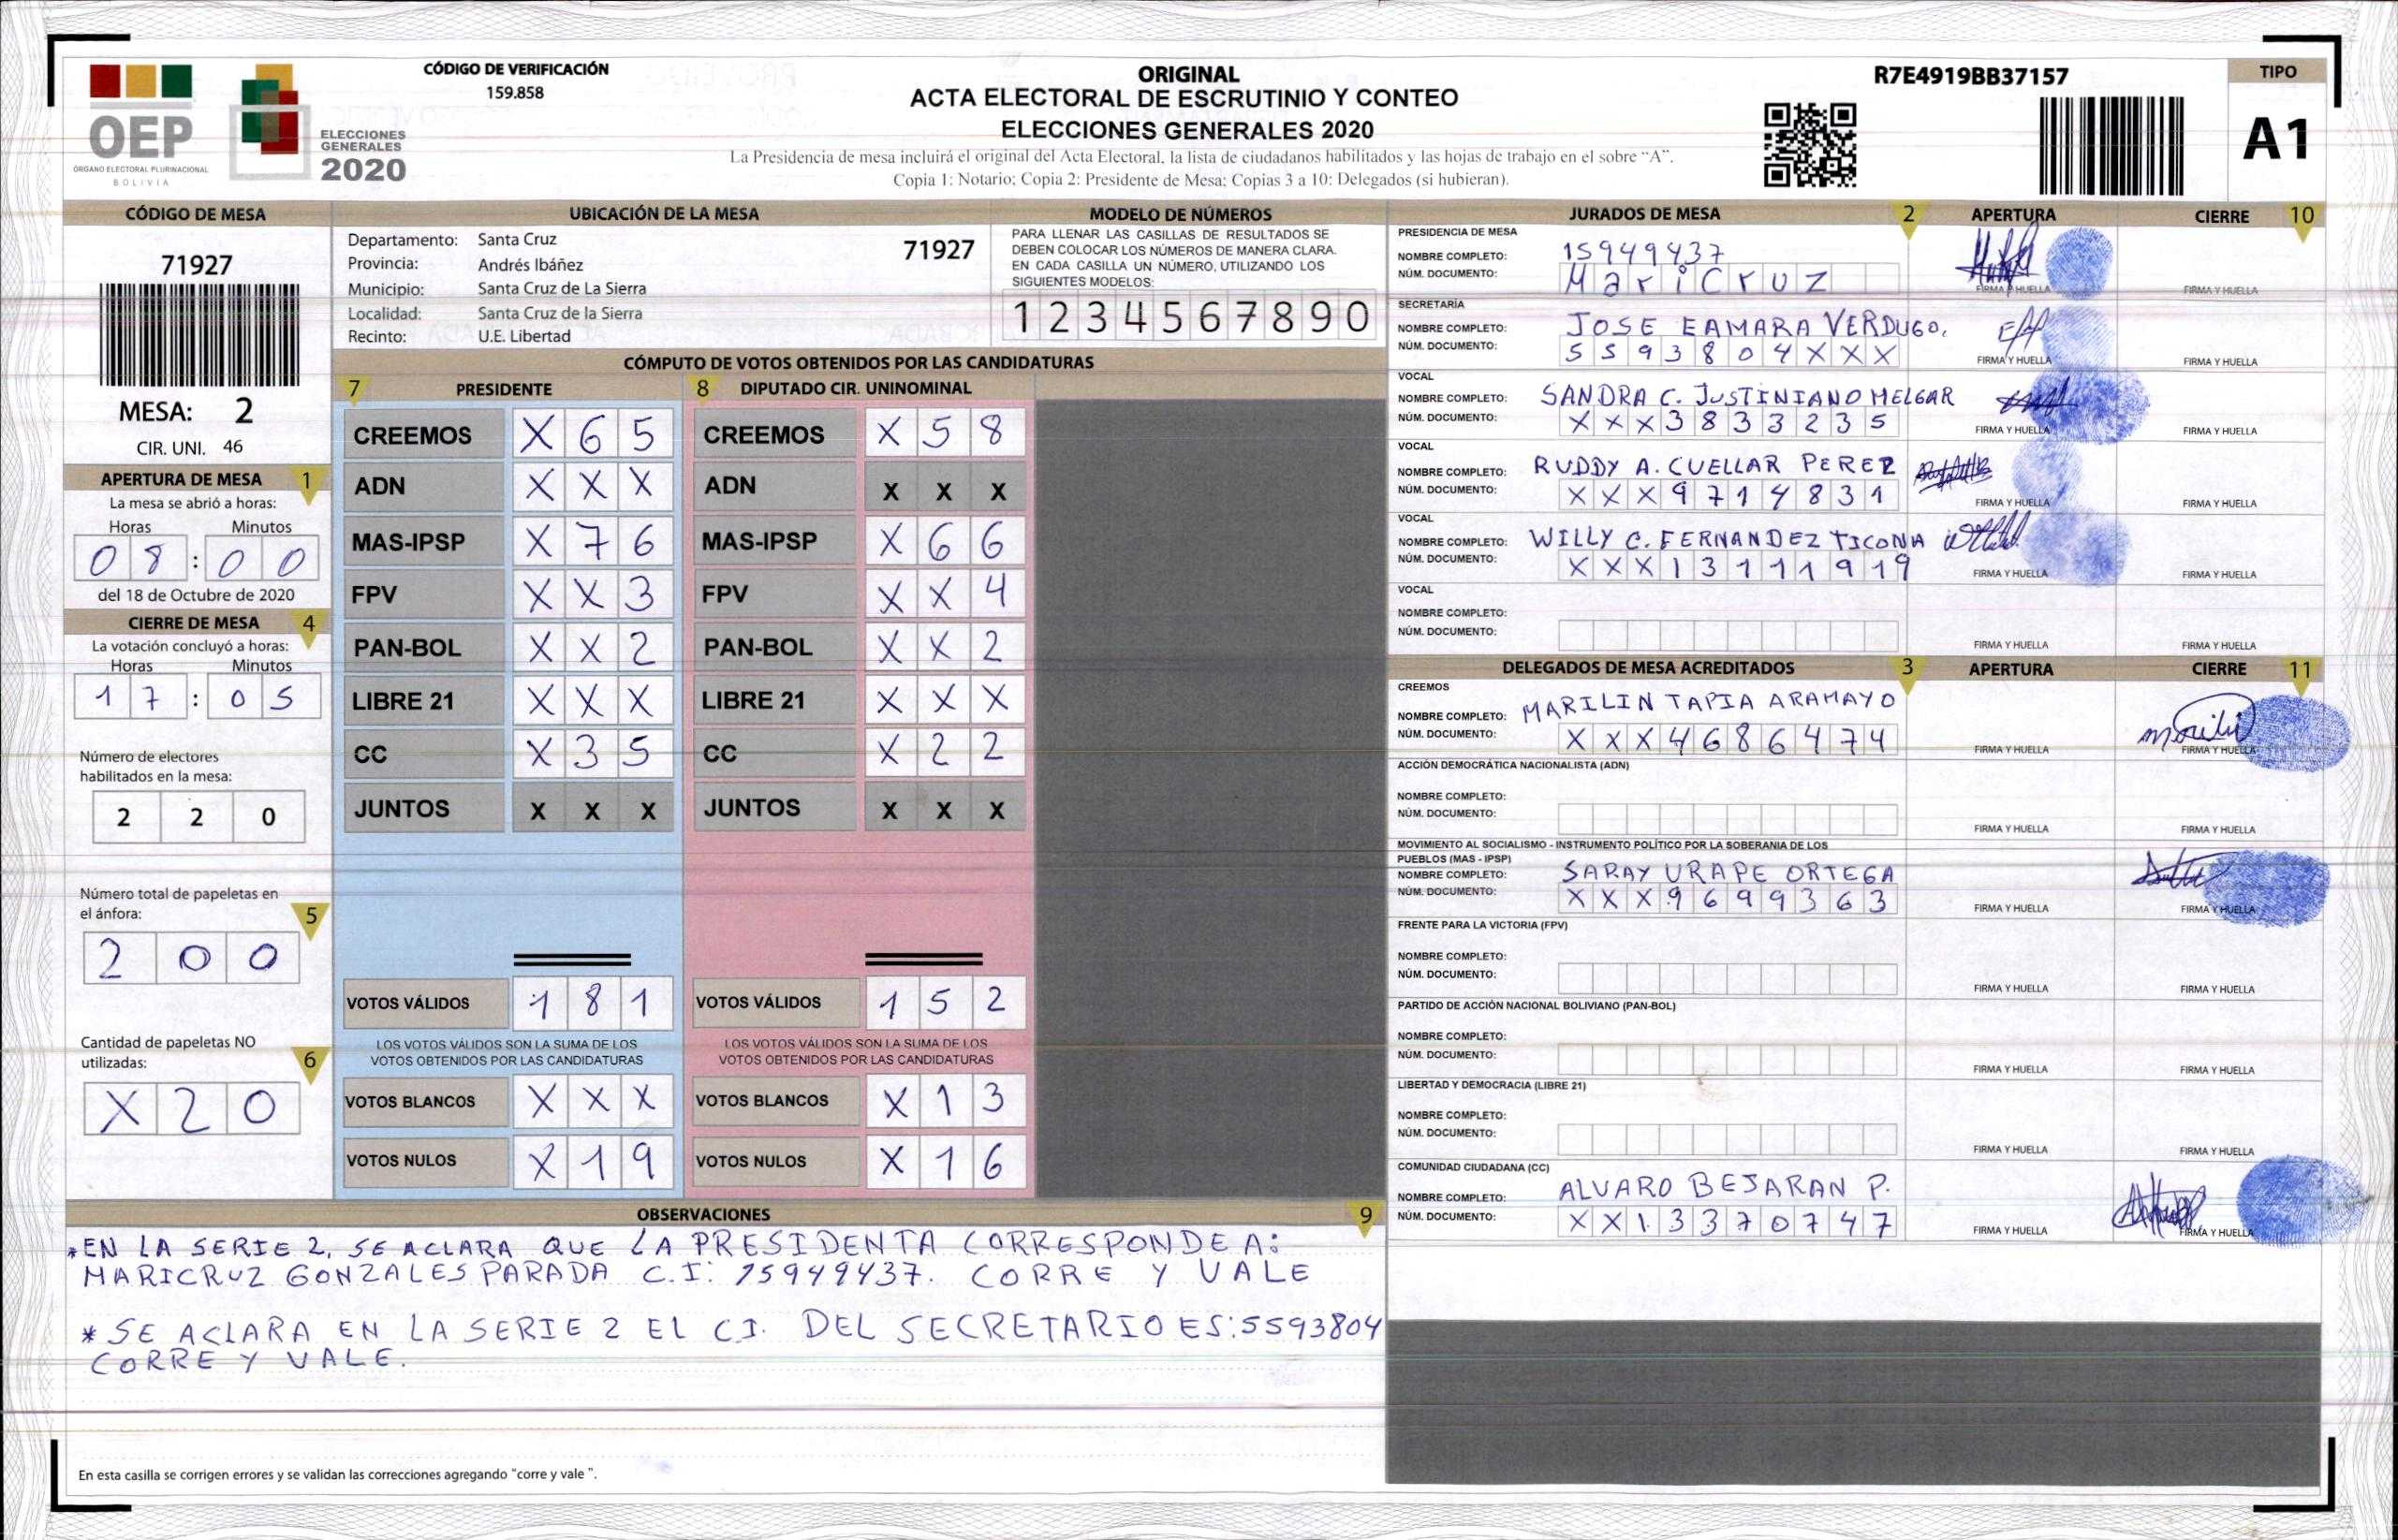 OEP
ÓRGANO ELECTORAL PLURINACIONAL
BOLIVIA
ELECCIONES
GENERALES
2020
CÓDIGO DE VERIFICACIÓN
159.858
ORIGINAL
ACTA ELECTORAL DE ESCRUTINIO Y CONTEO
ELECCIONES GENERALES 2020
La Presidencia de mesa incluirá el original del Acta Electoral, la lista de ciudadanos habilitados y las hojas de trabajo en el sobre "A".
Copia 1: Notario; Copia 2: Presidente de Mesa; Copias 3 a 10: Delegados (si hubieran).
R7E4919BB37157
TIPO
A1
CÓDIGO DE MESA
71927
MESA: 2
CIR. UNI. 46
APERTURA DE MESA 1
La mesa se abrió a horas:
Horas Minutos
0 8 : 0 0
del 18 de Octubre de 2020
CIERRE DE MESA 4
La votación concluyó a horas:
Horas Minutos
1 7 : 0 5
Número de electores
habilitados en la mesa:
2 2 0
Número total de papeletas en
el ánfora: 5
2 0 0
Cantidad de papeletas NO
utilizadas: 6
X 2 0
UBICACIÓN DE LA MESA
Departamento: Santa Cruz 71927
Provincia: Andrés Ibáñez
Municipio: Santa Cruz de La Sierra
Localidad: Santa Cruz de la Sierra
Recinto: U.E. Libertad
MODELO DE NÚMEROS
PARA LLENAR LAS CASILLAS DE RESULTADOS SE
DEBEN COLOCAR LOS NÚMEROS DE MANERA CLARA.
EN CADA CASILLA UN NÚMERO, UTILIZANDO LOS
SIGUIENTES MODELOS:
1 2 3 4 5 6 7 8 9 0
CÓMPUTO DE VOTOS OBTENIDOS POR LAS CANDIDATURAS
7 PRESIDENTE 8 DIPUTADO CIR. UNINOMINAL
CREEMOS X 6 5 CREEMOS X 5 8
ADN X X X ADN X X X
MAS-IPSP X 7 6 MAS-IPSP X 6 6
FPV X X 3 FPV X X 4
PAN-BOL X X 2 PAN-BOL X X 2
LIBRE 21 X X X LIBRE 21 X X X
CC X 3 5 CC X 2 2
JUNTOS X X X JUNTOS X X X
VOTOS VÁLIDOS 1 8 1 VOTOS VÁLIDOS 1 5 2
LOS VOTOS VÁLIDOS SON LA SUMA DE LOS LOS VOTOS VÁLIDOS SON LA SUMA DE LOS
VOTOS OBTENIDOS POR LAS CANDIDATURAS VOTOS OBTENIDOS POR LAS CANDIDATURAS
VOTOS BLANCOS X X X VOTOS BLANCOS X 1 3
VOTOS NULOS X 1 9 VOTOS NULOS X 1 6
OBSERVACIONES 9
*EN LA SERIE 2, SE ACLARA QUE LA PRESIDENTA CORRESPONDE A:
MARICRUZ GONZALES PARADA C.I: 15949437. CORRE Y VALE
*SE ACLARA EN LA SERIE 2 EL C.I. DEL SECRETARIO ES:5593804
CORRE Y VALE.
En esta casilla se corrigen errores y se validan las correcciones agregando "corre y vale ".
JURADOS DE MESA 2 APERTURA CIERRE 10
PRESIDENCIA DE MESA
NOMBRE COMPLETO: 15949437
NÚM. DOCUMENTO: MariCruz
FIRMA Y HUELLA FIRMA Y HUELLA
SECRETARÍA
NOMBRE COMPLETO: JOSE EAMARA VERDUGO.
NÚM. DOCUMENTO: 5 5 9 3 8 0 4 X X X
FIRMA Y HUELLA FIRMA Y HUELLA
VOCAL
NOMBRE COMPLETO: SANDRA C. JUSTINIANO MELGAR
NÚM. DOCUMENTO: X X X 3 8 3 3 2 3 5
FIRMA Y HUELLA FIRMA Y HUELLA
VOCAL
NOMBRE COMPLETO: RUDDY A. CUELLAR PEREZ
NÚM. DOCUMENTO: X X X 9 7 1 4 8 3 1
FIRMA Y HUELLA FIRMA Y HUELLA
VOCAL
NOMBRE COMPLETO: WILLY C. FERNANDEZ TICONA
NÚM. DOCUMENTO: X X X 1 3 1 1 1 9 1 9
FIRMA Y HUELLA FIRMA Y HUELLA
VOCAL
NOMBRE COMPLETO:
NÚM. DOCUMENTO:
FIRMA Y HUELLA FIRMA Y HUELLA
DELEGADOS DE MESA ACREDITADOS 3 APERTURA CIERRE 11
CREEMOS
NOMBRE COMPLETO: MARILIN TAPIA ARAMAYO
NÚM. DOCUMENTO: X X X 4 6 8 6 4 7 4
FIRMA Y HUELLA FIRMA Y HUELLA
ACCIÓN DEMOCRÁTICA NACIONALISTA (ADN)
NOMBRE COMPLETO:
NÚM. DOCUMENTO:
FIRMA Y HUELLA FIRMA Y HUELLA
MOVIMIENTO AL SOCIALISMO - INSTRUMENTO POLÍTICO POR LA SOBERANIA DE LOS
PUEBLOS (MAS - IPSP)
NOMBRE COMPLETO: SARAY URAPE ORTEGA
NÚM. DOCUMENTO: X X X 9 6 9 9 3 6 3
FIRMA Y HUELLA FIRMA Y HUELLA
FRENTE PARA LA VICTORIA (FPV)
NOMBRE COMPLETO:
NÚM. DOCUMENTO:
FIRMA Y HUELLA FIRMA Y HUELLA
PARTIDO DE ACCIÓN NACIONAL BOLIVIANO (PAN-BOL)
NOMBRE COMPLETO:
NÚM. DOCUMENTO:
FIRMA Y HUELLA FIRMA Y HUELLA
LIBERTAD Y DEMOCRACIA (LIBRE 21)
NOMBRE COMPLETO:
NÚM. DOCUMENTO:
FIRMA Y HUELLA FIRMA Y HUELLA
COMUNIDAD CIUDADANA (CC)
NOMBRE COMPLETO: ALVARO BEJARAN P.
NÚM. DOCUMENTO: X X 1 3 3 7 0 7 4 7
FIRMA Y HUELLA FIRMA Y HUELLA